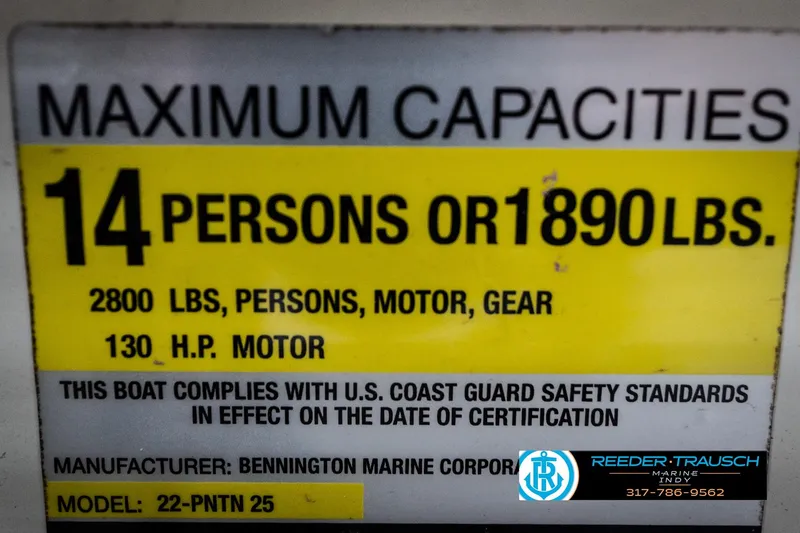 MAXIMUM CAPACITIES
14 PERSONS OR 1890 LBS.
2800 LBS, PERSONS, MOTOR, GEAR
130 H.P. MOTOR
THIS BOAT COMPLIES WITH U.S. COAST GUARD SAFETY STANDARDS
IN EFFECT ON THE DATE OF CERTIFICATION
MANUFACTURER: BENNINGTON MARINE CORPORA
MODEL: 22-PNTN 25
REEDER·TRAUSCH
MARINE
INDY
317-786-9562